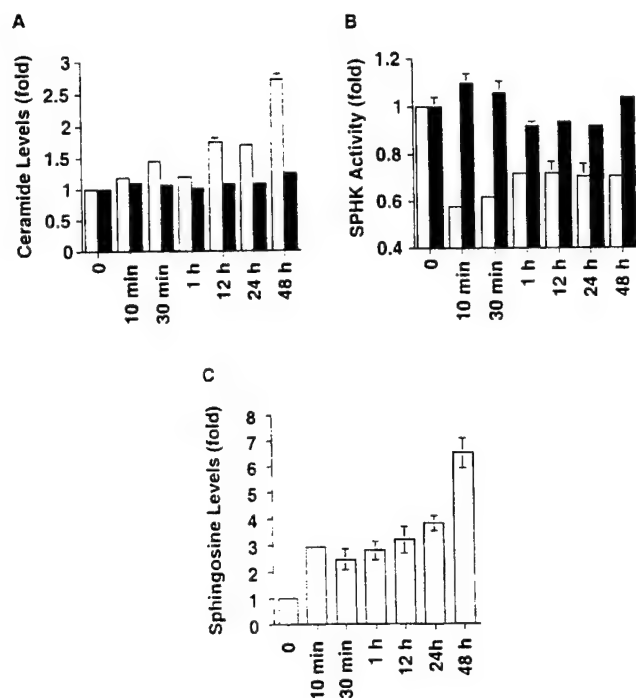 A
Ceramide Levels (fold)
3
2.5
2
1.5
1
0.5
0
0
10 min
30 min
1 h
12 h
24 h
48 h
B
SPHK Activity (fold)
1.2
1
0.8
0.6
0.4
0
10 min
30 min
1 h
12 h
24 h
48 h
C
Sphingosine Levels (fold)
8
7
6
5
4
3
2
1
0
0
10 min
30 min
1 h
12 h
24h
48 h